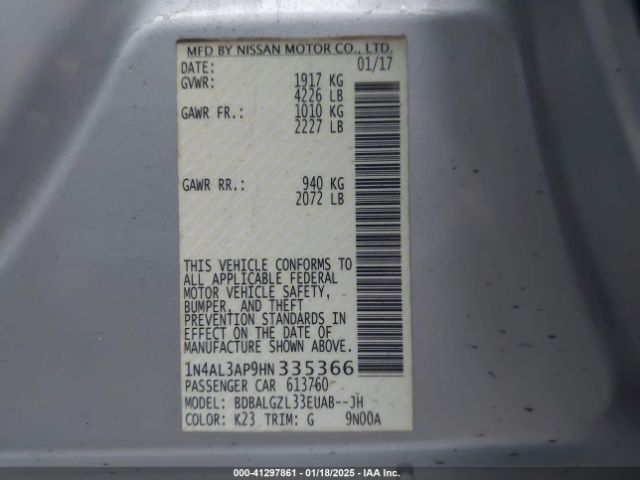 MFD BY NISSAN MOTOR CO., LTD.
DATE: 01/17
GVWR: 1917 KG
4226 LB
GAWR FR.: 1010 KG
2227 LB
GAWR RR.: 940 KG
2072 LB
THIS VEHICLE CONFORMS TO
ALL APPLICABLE FEDERAL
MOTOR VEHICLE SAFETY,
BUMPER, AND THEFT
PREVENTION STANDARDS IN
EFFECT ON THE DATE OF
MANUFACTURE SHOWN ABOVE.
1N4AL3AP9HN335366
PASSENGER CAR 613760
MODEL: BDBALGZL33EUAB--JH
COLOR: K23 TRIM: G 9N00A
000-41297861 - 01/18/2025 - IAA Inc.